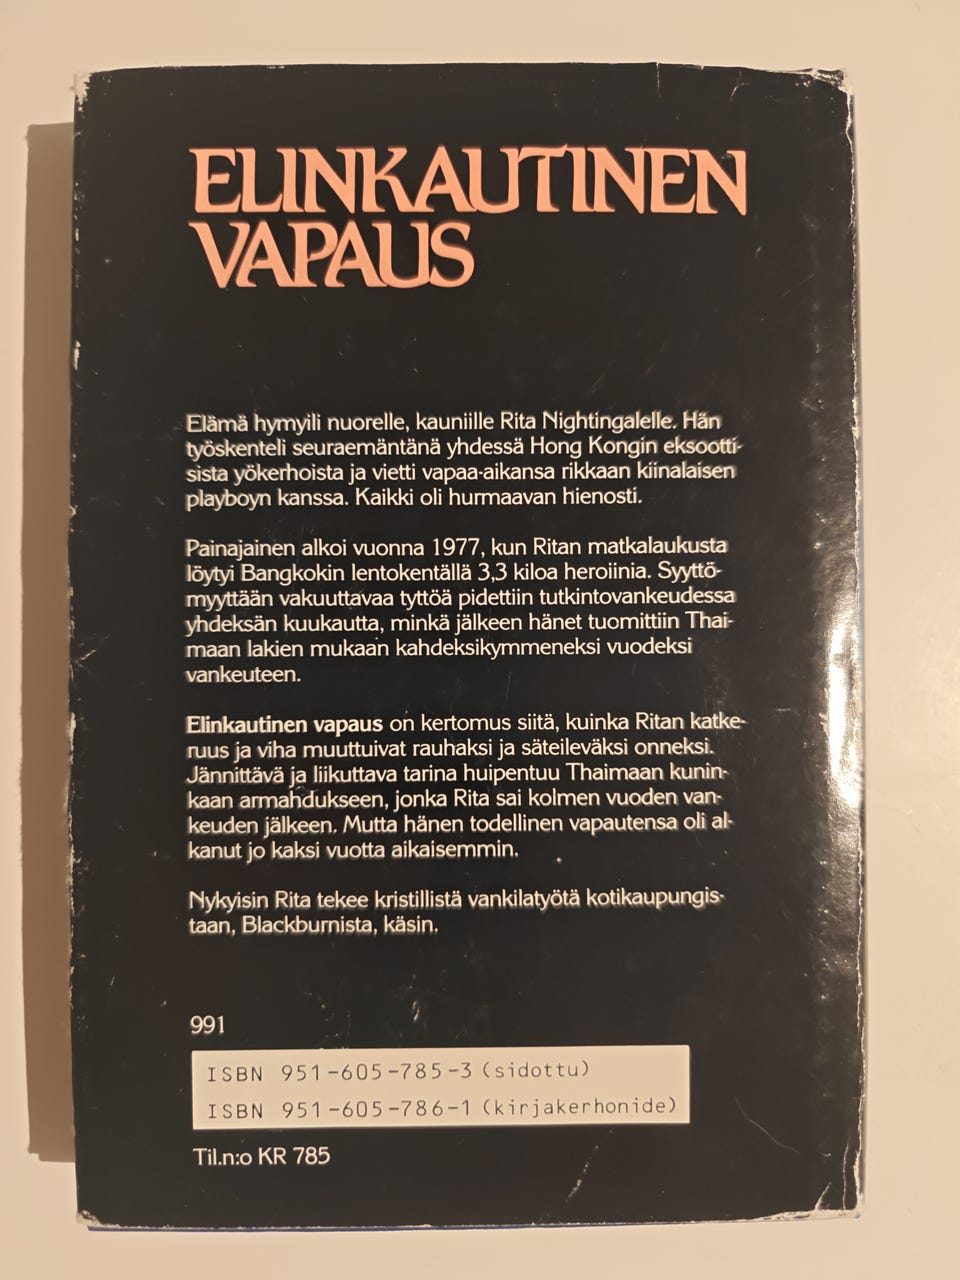 ELINKAUTINEN
VAPAUS
Elämä hymyili nuorelle, kauniille Rita Nightingalelle. Hän
työskenteli seuraemäntänä yhdessä Hong Kongin eksootti-
sista yökerhoista ja vietti vapaa-aikansa rikkaan kiinalaisen
playboyn kanssa. Kaikki oli hurmaavan hienosti.
Painajainen alkoi vuonna 1977, kun Ritan matkalaukusta
löytyi Bangkokin lentokentällä 3,3 kiloa heroiinia. Syyttö-
myyttään vakuuttavaa tyttöä pidettiin tutkintovankeudessa
yhdeksän kuukautta, minkä jälkeen hänet tuomittiin Thai-
maan lakien mukaan kahdeksikymmeneksi vuodeksi
vankeuteen.
Elinkautinen vapaus on kertomus siitä, kuinka Ritan katke-
ruus ja viha muuttuivat rauhaksi ja säteileväksi onneksi.
Jännittävä ja liikuttava tarina huipentuu Thaimaan kunin-
kaan armahdukseen, jonka Rita sai kolmen vuoden van-
keuden jälkeen. Mutta hänen todellinen vapautensa oli al-
kanut jo kaksi vuotta aikaisemmin.
Nykyisin Rita tekee kristillistä vankilatyötä kotikaupungis-
taan, Blackburnista, käsin.
991
ISBN 951-605-785-3 (sidottu)
ISBN 951-605-786-1 (kirjakerhonide)
Til.n:o KR 785